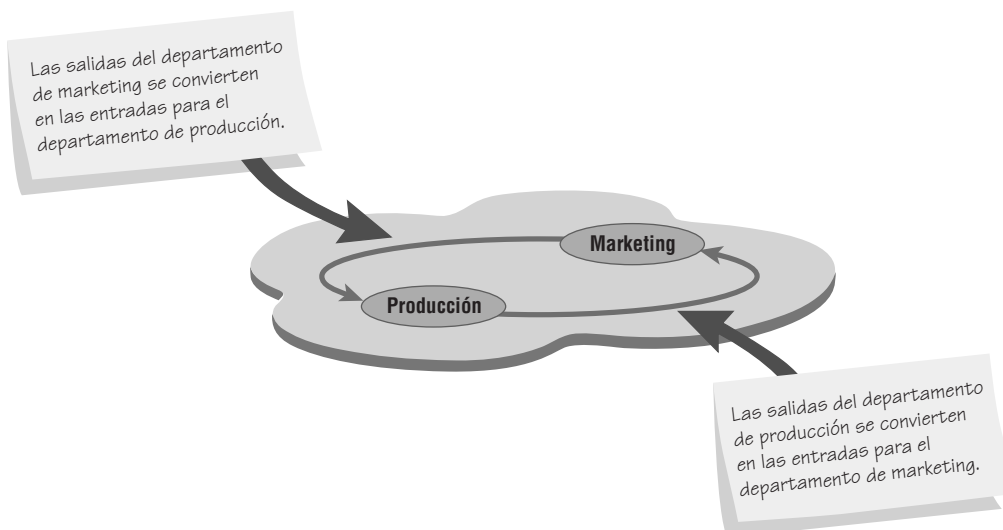 Las salidas del departamento
de marketing se convierten
en las entradas para el
departamento de producción.
Marketing
Producción
Las salidas del departamento
de producción se convierten
en las entradas para el
departamento de marketing.